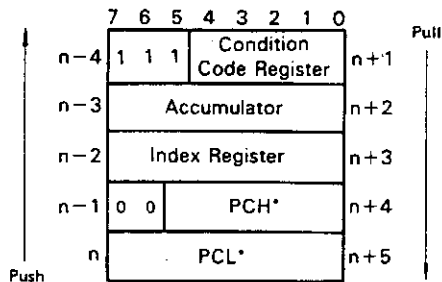 7 6 5 4 3 2 1 0
Pull
n−4 1 1 1 Condition Code Register n+1
n−3 Accumulator n+2
n−2 Index Register n+3
n−1 0 0 PCH* n+4
n PCL* n+5
Push